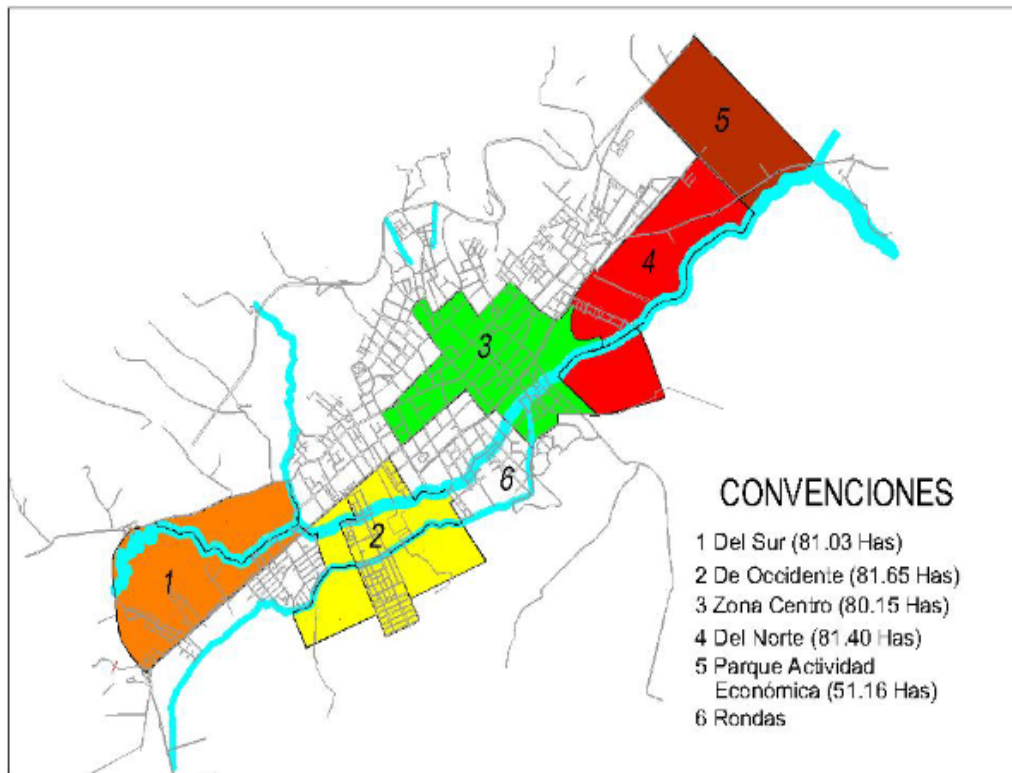 5
4
3
6
2
1
CONVENCIONES
1 Del Sur (81.03 Has)
2 De Occidente (81.65 Has)
3 Zona Centro (80.15 Has)
4 Del Norte (81.40 Has)
5 Parque Actividad
Económica (51.16 Has)
6 Rondas